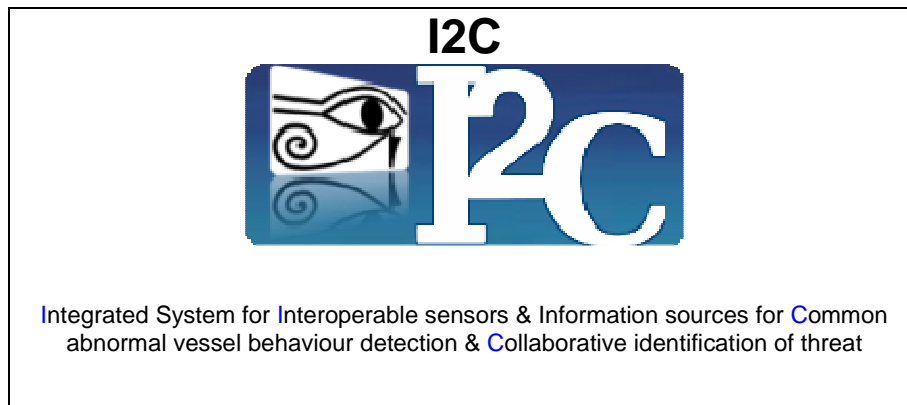 I2C
I2C
Integrated System for Interoperable sensors & Information sources for Common
abnormal vessel behaviour detection & Collaborative identification of threat